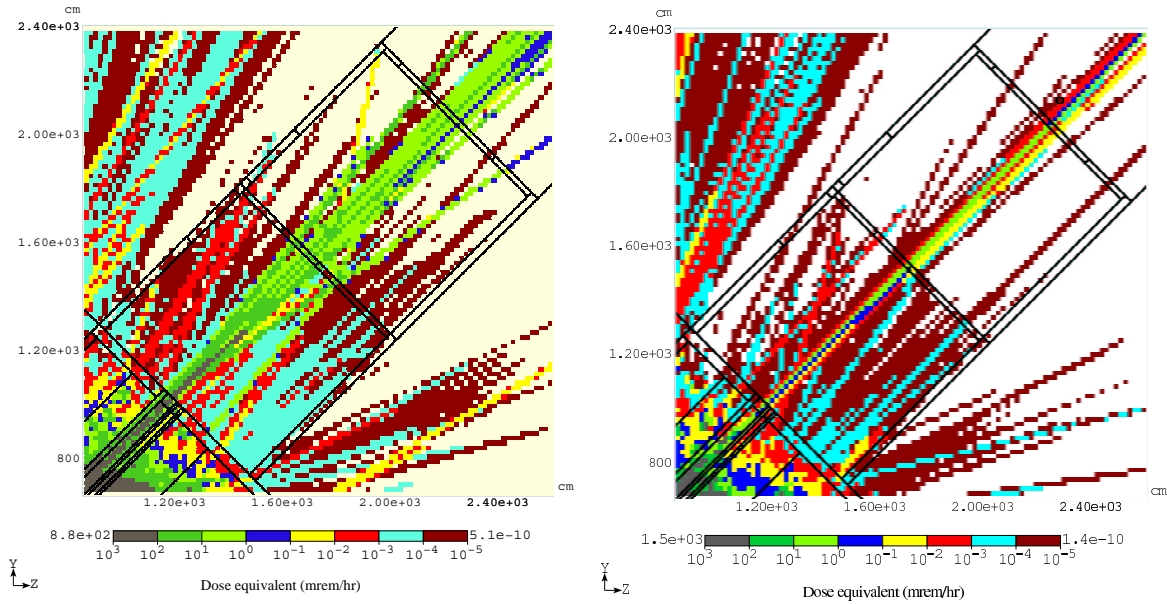 cm
2.40e+03
2.00e+03
1.60e+03
1.20e+03
800
cm
1.20e+03 1.60e+03 2.00e+03 2.40e+03
8.8e+02 5.1e-10
10^3 10^2 10^1 10^0 10^-1 10^-2 10^-3 10^-4 10^-5
Y
Z
Dose equivalent (mrem/hr)
cm
2.40e+03
2.00e+03
1.60e+03
1.20e+03
800
cm
1.20e+03 1.60e+03 2.00e+03 2.40e+03
1.5e+03 1.4e-10
10^3 10^2 10^1 10^0 10^-1 10^-2 10^-3 10^-4 10^-5
Y
Z
Dose equivalent (mrem/hr)